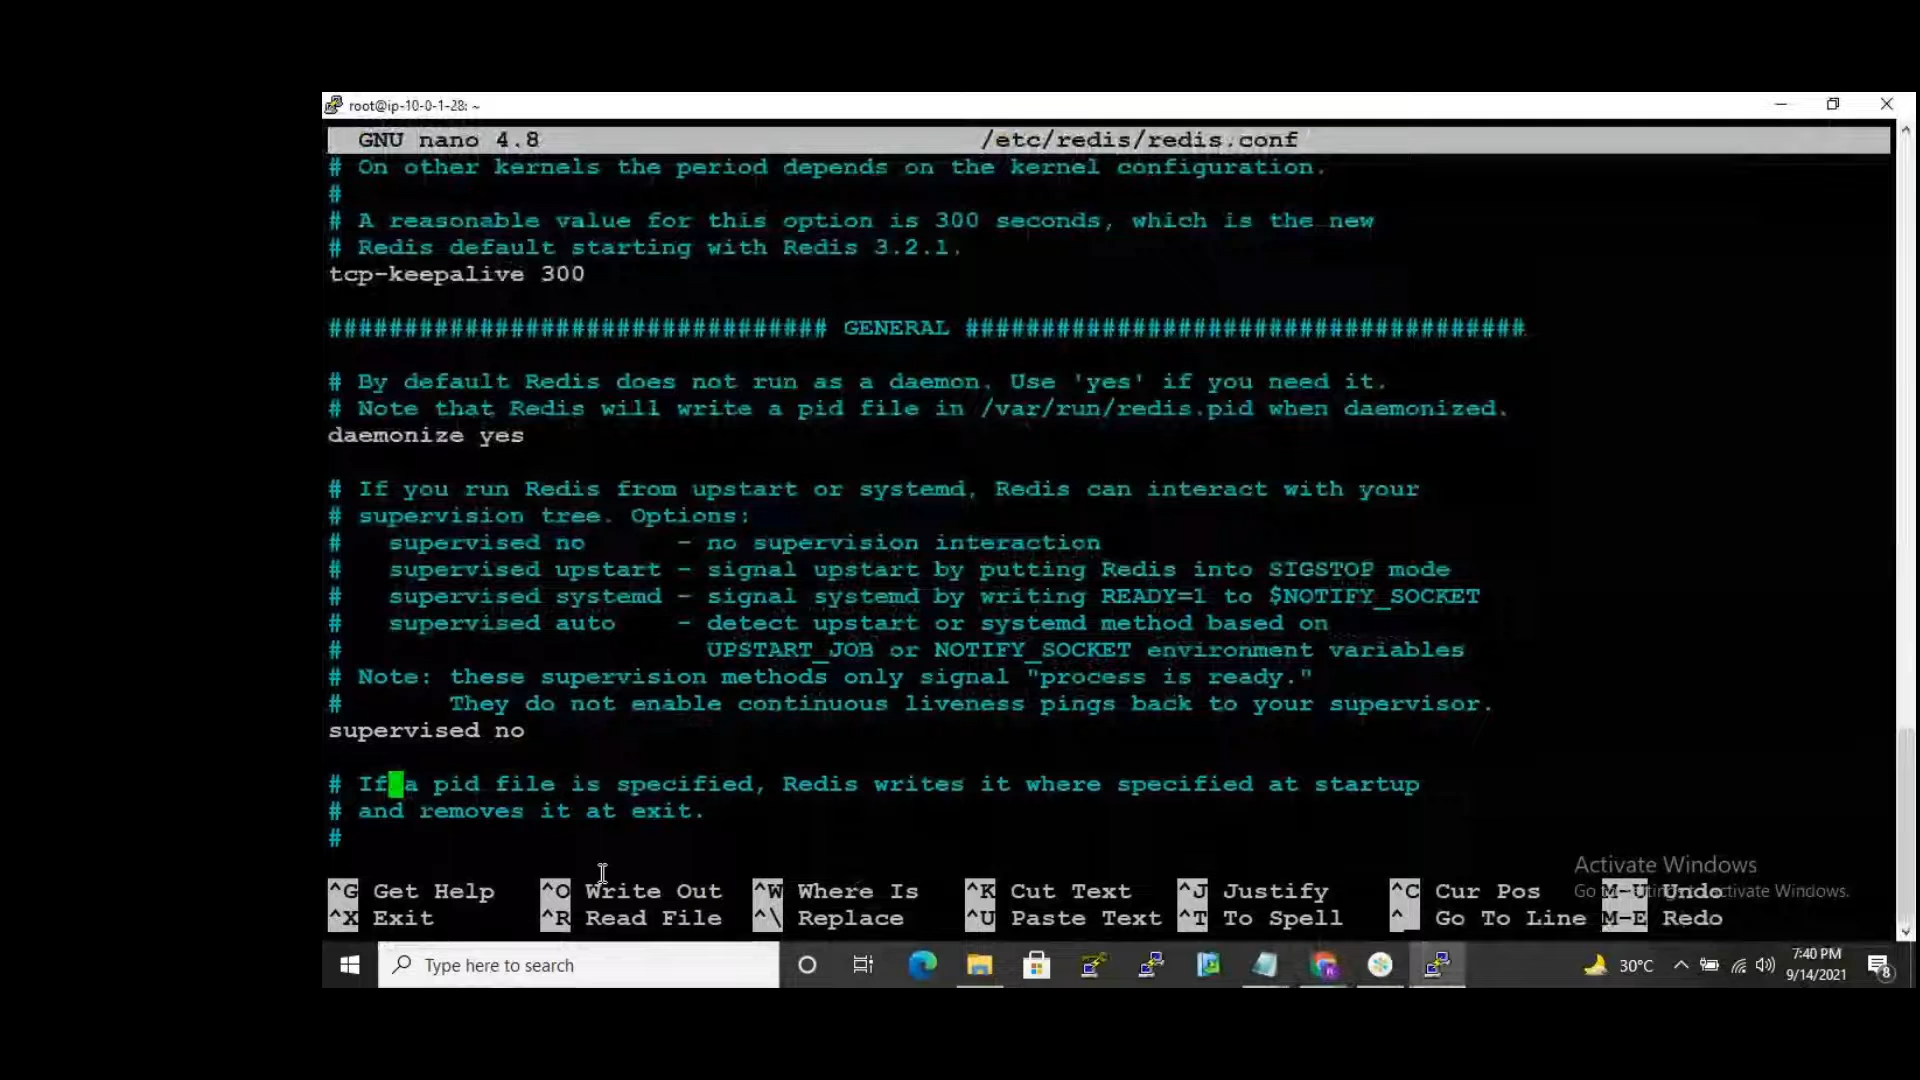 root@ip-10-0-1-28: ~
GNU nano 4.8 /etc/redis/redis.conf
# On other kernels the period depends on the kernel configuration.
#
# A reasonable value for this option is 300 seconds, which is the new
# Redis default starting with Redis 3.2.1.
tcp-keepalive 300
################################# GENERAL #####################################
# By default Redis does not run as a daemon. Use 'yes' if you need it.
# Note that Redis will write a pid file in /var/run/redis.pid when daemonized.
daemonize yes
# If you run Redis from upstart or systemd, Redis can interact with your
# supervision tree. Options:
#   supervised no      - no supervision interaction
#   supervised upstart - signal upstart by putting Redis into SIGSTOP mode
#   supervised systemd - signal systemd by writing READY=1 to $NOTIFY_SOCKET
#   supervised auto    - detect upstart or systemd method based on
#                        UPSTART_JOB or NOTIFY_SOCKET environment variables
# Note: these supervision methods only signal "process is ready."
#       They do not enable continuous liveness pings back to your supervisor.
supervised no
# If a pid file is specified, Redis writes it where specified at startup
# and removes it at exit.
#
Activate Windows
^G Get Help ^O Write Out ^W Where Is ^K Cut Text ^J Justify ^C Cur Pos M-U Undo
Go to activate Windows.
^X Exit ^R Read File ^\ Replace ^U Paste Text ^T To Spell ^_ Go To Line M-E Redo
Type here to search
30°C
7:40 PM
9/14/2021
8